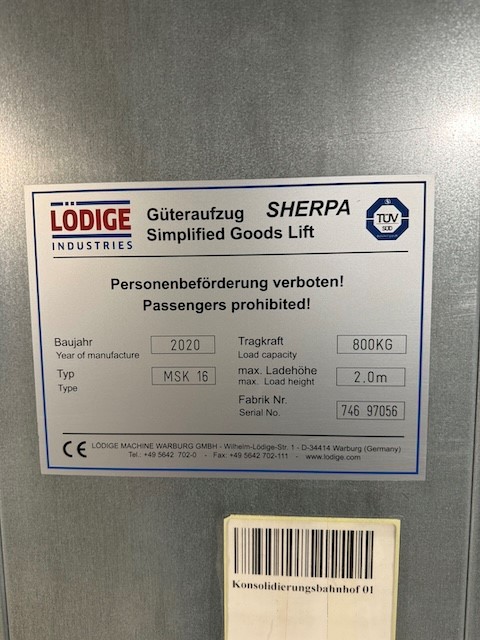 LÖDIGE
INDUSTRIES
Güteraufzug SHERPA
Simplified Goods Lift
TÜV
SÜD
Personenbeförderung verboten!
Passengers prohibited!
Baujahr 2020 Tragkraft 800KG
Year of manufacture Load capacity
Typ MSK 16 max. Ladehöhe 2.0m
Type max. Load height
Fabrik Nr. 746 97056
Serial No.
CE LÖDIGE MACHINE WARBURG GMBH - Wilhelm-Lödige-Str. 1 - D-34414 Warburg (Germany)
Tel.: +49 5642 702-0 - Fax: +49 5642 702-111 - www.lodige.com
Konsolidierungsbahnhof 01